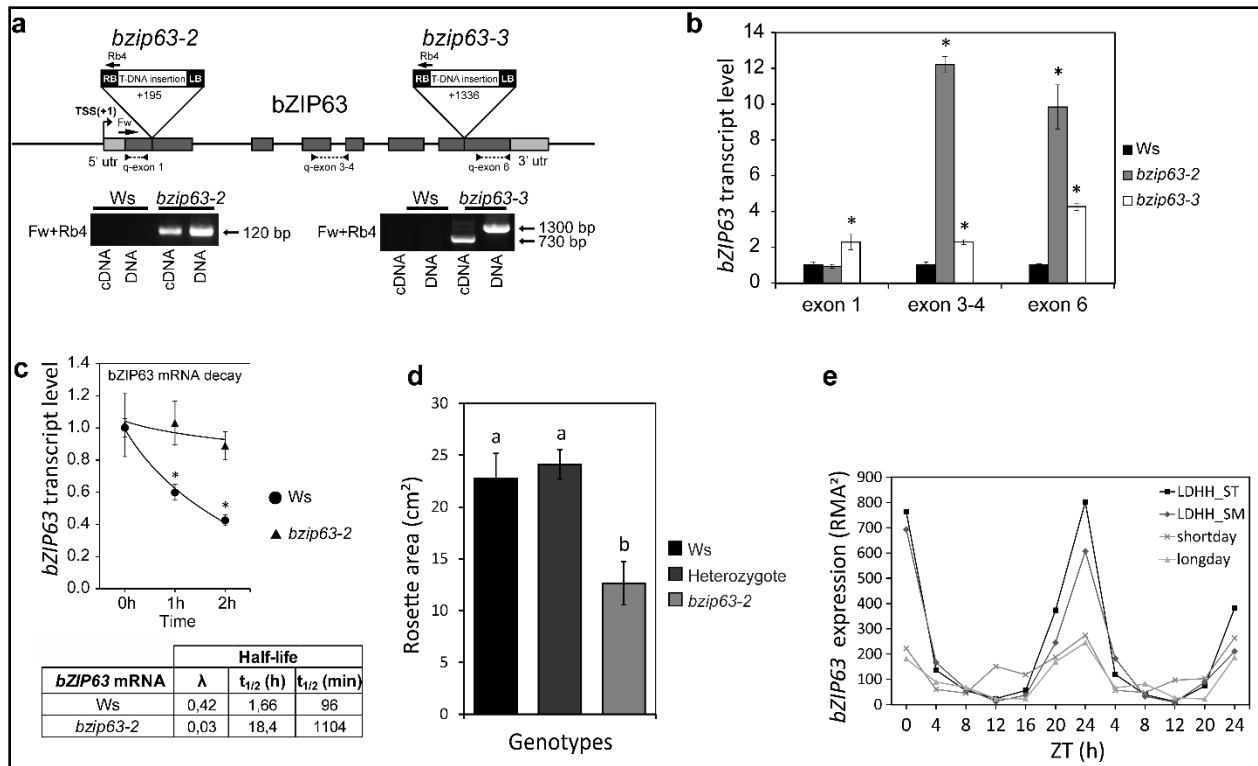 a
bzip63-2
bzip63-3
Rb4
Rb4
RB T-DNA insertion LB
RB T-DNA insertion LB
+195
+1336
TSS(+1)
Fw
bZIP63
5' utr
q-exon 1
q-exon 3-4
q-exon 6
3' utr
Ws bzip63-2
Ws bzip63-3
Fw+Rb4
120 bp
Fw+Rb4
1300 bp
730 bp
cDNA DNA cDNA DNA
cDNA DNA cDNA DNA
b
bZIP63 transcript level
14
12
10
8
6
4
2
0
* * * * * *
exon 1 exon 3-4 exon 6
Ws
bzip63-2
bzip63-3
c
bZIP63 transcript level
1.4
1.2
1.0
0.8
0.6
0.4
0.2
0.0
bZIP63 mRNA decay
* *
0h 1h 2h
Time
Ws
bzip63-2
Half-life
bZIP63 mRNA λ t1/2 (h) t1/2 (min)
Ws 0,42 1,66 96
bzip63-2 0,03 18,4 1104
d
Rosette area (cm²)
30
25
20
15
10
5
0
a a b
Genotypes
Ws
Heterozygote
bzip63-2
e
bZIP63 expression (RMA²)
900
800
700
600
500
400
300
200
100
0
LDHH_ST
LDHH_SM
shortday
longday
0 4 8 12 16 20 24 4 8 12 20 24
ZT (h)